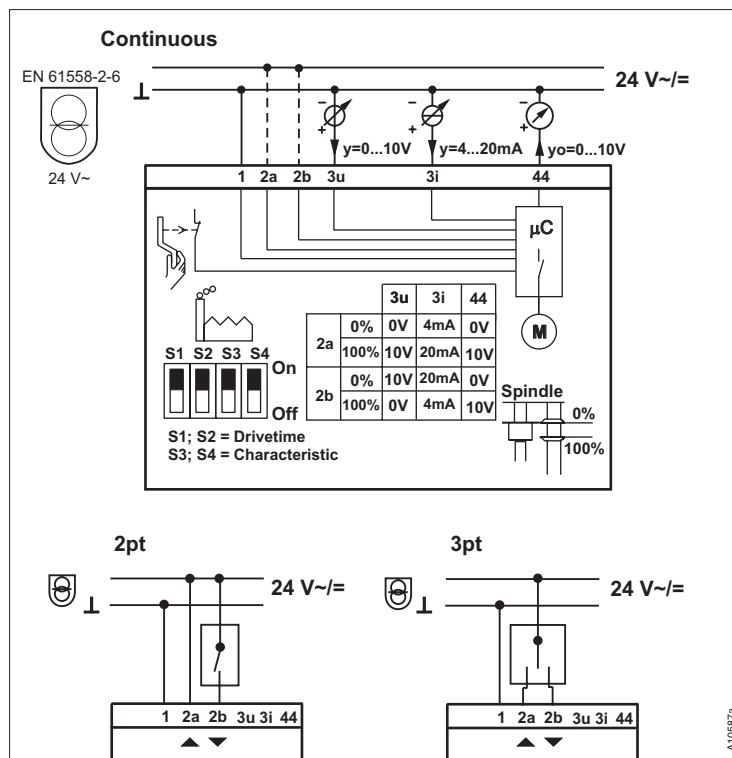 Continuous
EN 61558-2-6
24 V~/=
⊥
24 V~
y=0...10V
y=4...20mA
yo=0...10V
− + − + − +
1 2a 2b 3u 3i 44
µC
M
3u 3i 44
2a 0% 0V 4mA 0V
100% 10V 20mA 10V
2b 0% 10V 20mA 0V
100% 0V 4mA 10V
S1 S2 S3 S4
On
Off
S1; S2 = Drivetime
S3; S4 = Characteristic
Spindle
0%
100%
2pt
24 V~/=
⊥
1 2a 2b 3u 3i 44
3pt
24 V~/=
⊥
1 2a 2b 3u 3i 44
A10587a